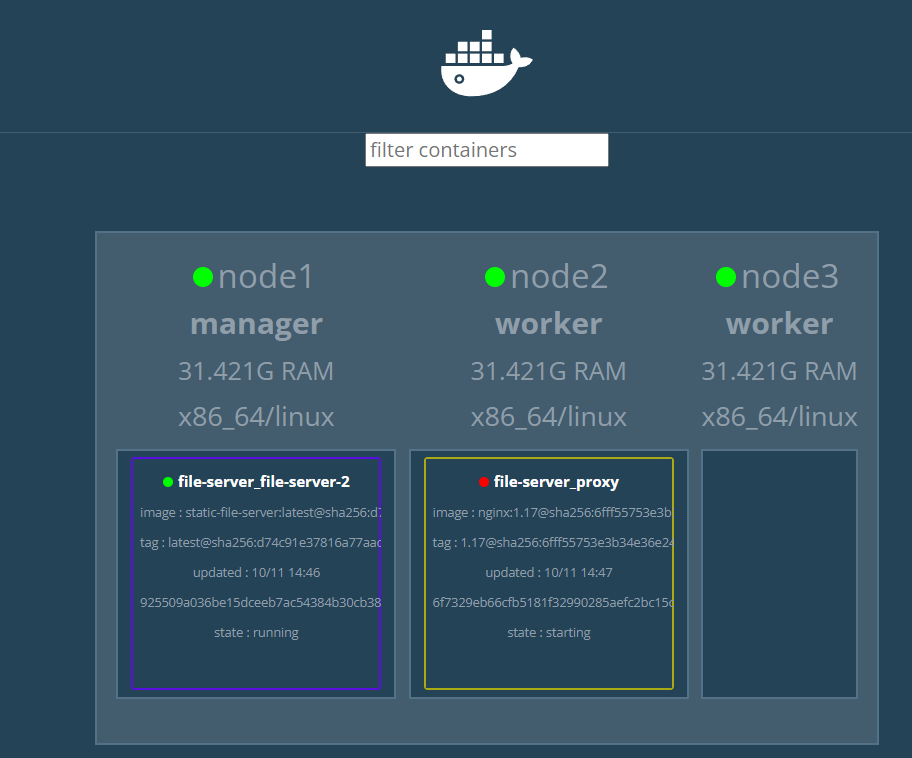 filter containers
node1
manager
31.421G RAM
x86_64/linux
file-server_file-server-2
image : static-file-server:latest@sha256:d7
tag : latest@sha256:d74c91e37816a77aac
updated : 10/11 14:46
925509a036be15dceeb7ac54384b30cb38
state : running
node2
worker
31.421G RAM
x86_64/linux
file-server_proxy
image : nginx:1.17@sha256:6fff55753e3b
tag : 1.17@sha256:6fff55753e3b34e36e24
updated : 10/11 14:47
6f7329eb66cfb5181f32990285aefc2bc15c
state : starting
node3
worker
31.421G RAM
x86_64/linux